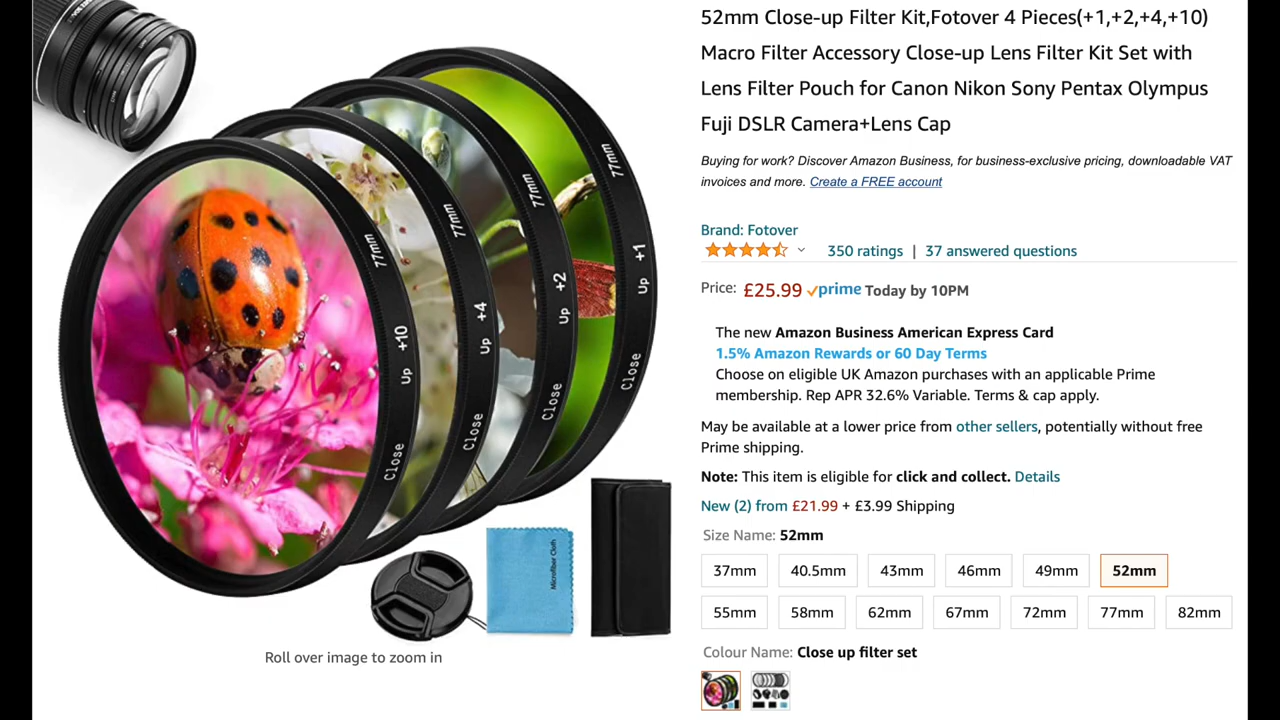 52mm Close-up Filter Kit,Fotover 4 Pieces(+1,+2,+4,+10)
Macro Filter Accessory Close-up Lens Filter Kit Set with
Lens Filter Pouch for Canon Nikon Sony Pentax Olympus
Fuji DSLR Camera+Lens Cap
Buying for work? Discover Amazon Business, for business-exclusive pricing, downloadable VAT
invoices and more. Create a FREE account
Brand: Fotover
350 ratings | 37 answered questions
Price: £25.99 prime Today by 10PM
The new Amazon Business American Express Card
1.5% Amazon Rewards or 60 Day Terms
Choose on eligible UK Amazon purchases with an applicable Prime
membership. Rep APR 32.6% Variable. Terms & cap apply.
May be available at a lower price from other sellers, potentially without free
Prime shipping.
Note: This item is eligible for click and collect. Details
New (2) from £21.99 + £3.99 Shipping
Size Name: 52mm
37mm 40.5mm 43mm 46mm 49mm 52mm
55mm 58mm 62mm 67mm 72mm 77mm 82mm
Colour Name: Close up filter set
77mm
Close Up +10
77mm
Close Up +4
77mm
Close Up +2
77mm
Close Up +1
Microfiber Cloth
Roll over image to zoom in